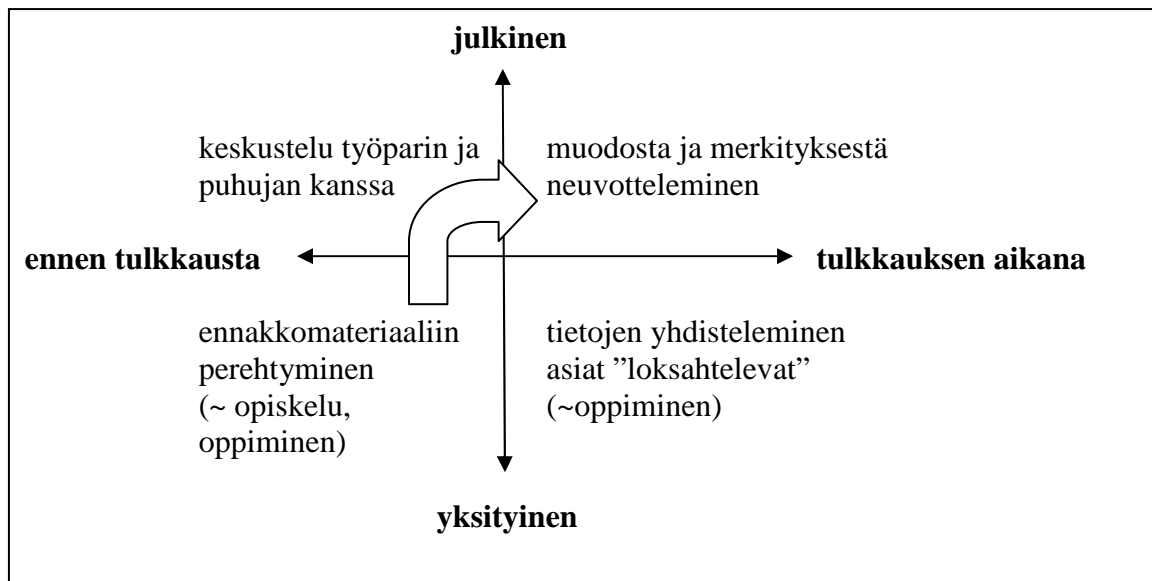 julkinen
keskustelu työparin ja
puhujan kanssa
muodosta ja merkityksestä
neuvotteleminen
ennen tulkkausta
tulkkauksen aikana
ennakkomateriaaliin
perehtyminen
(~ opiskelu,
oppiminen)
tietojen yhdisteleminen
asiat ”loksahtelevat”
(~oppiminen)
yksityinen